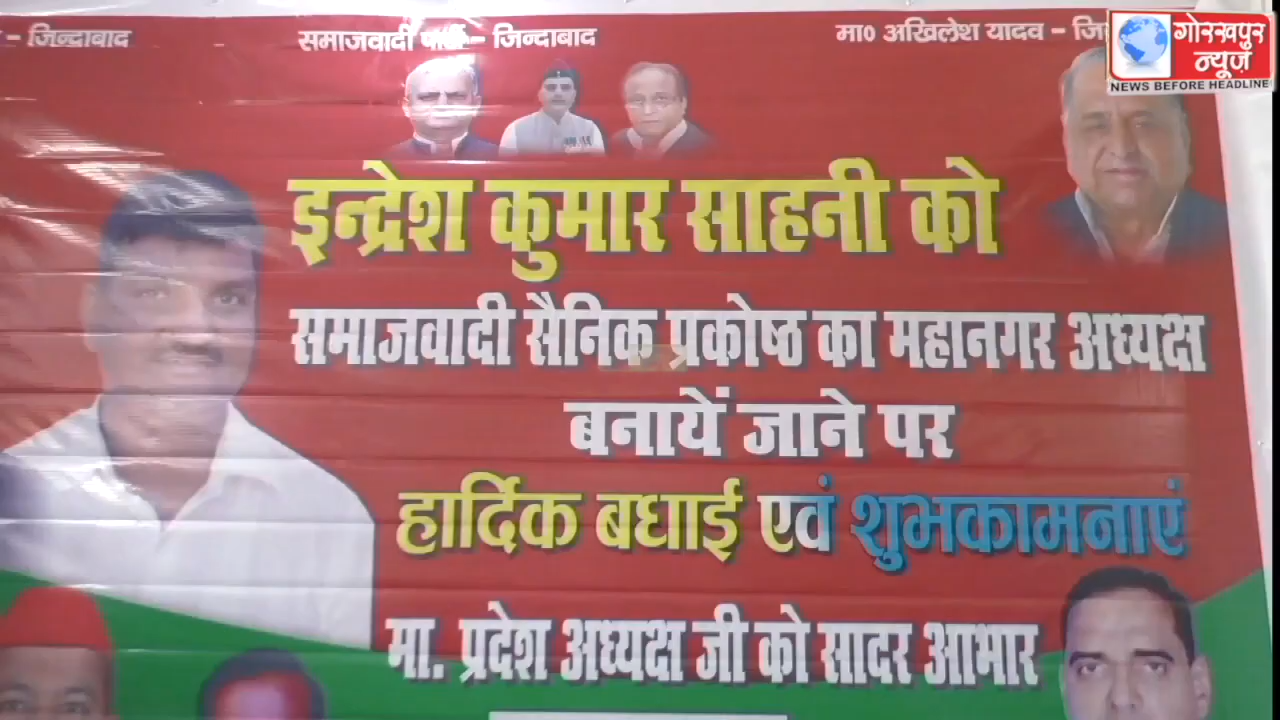 - जिन्दाबाद
समाजवादी पार्टी - जिन्दाबाद
मा० अखिलेश यादव -
गोरखपुर
न्यूज़
NEWS BEFORE HEADLINE
इन्द्रेश कुमार साहनी को
समाजवादी सैनिक प्रकोष्ठ का महानगर अध्यक्ष
बनायें जाने पर
हार्दिक बधाई एवं शुभकामनाएं
मा. प्रदेश अध्यक्ष जी को सादर आभार